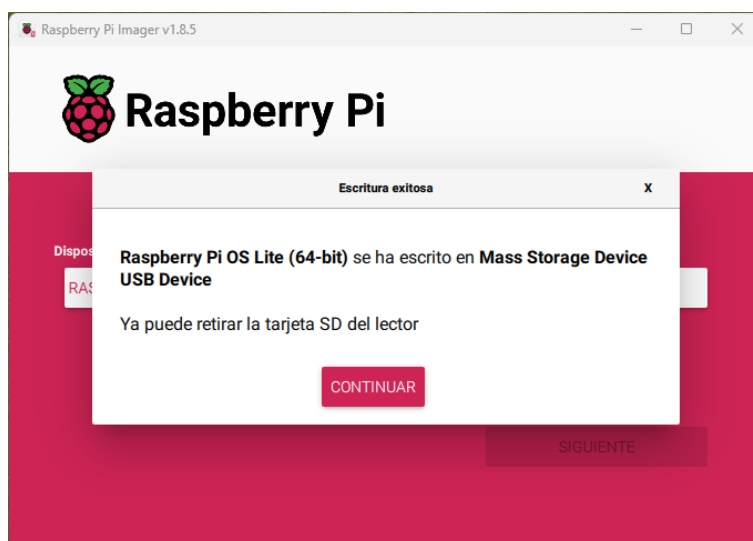 Raspberry Pi Imager v1.8.5
Raspberry Pi
Escritura exitosa
X
Raspberry Pi OS Lite (64-bit) se ha escrito en Mass Storage Device
USB Device
Ya puede retirar la tarjeta SD del lector
CONTINUAR
SIGUIENTE